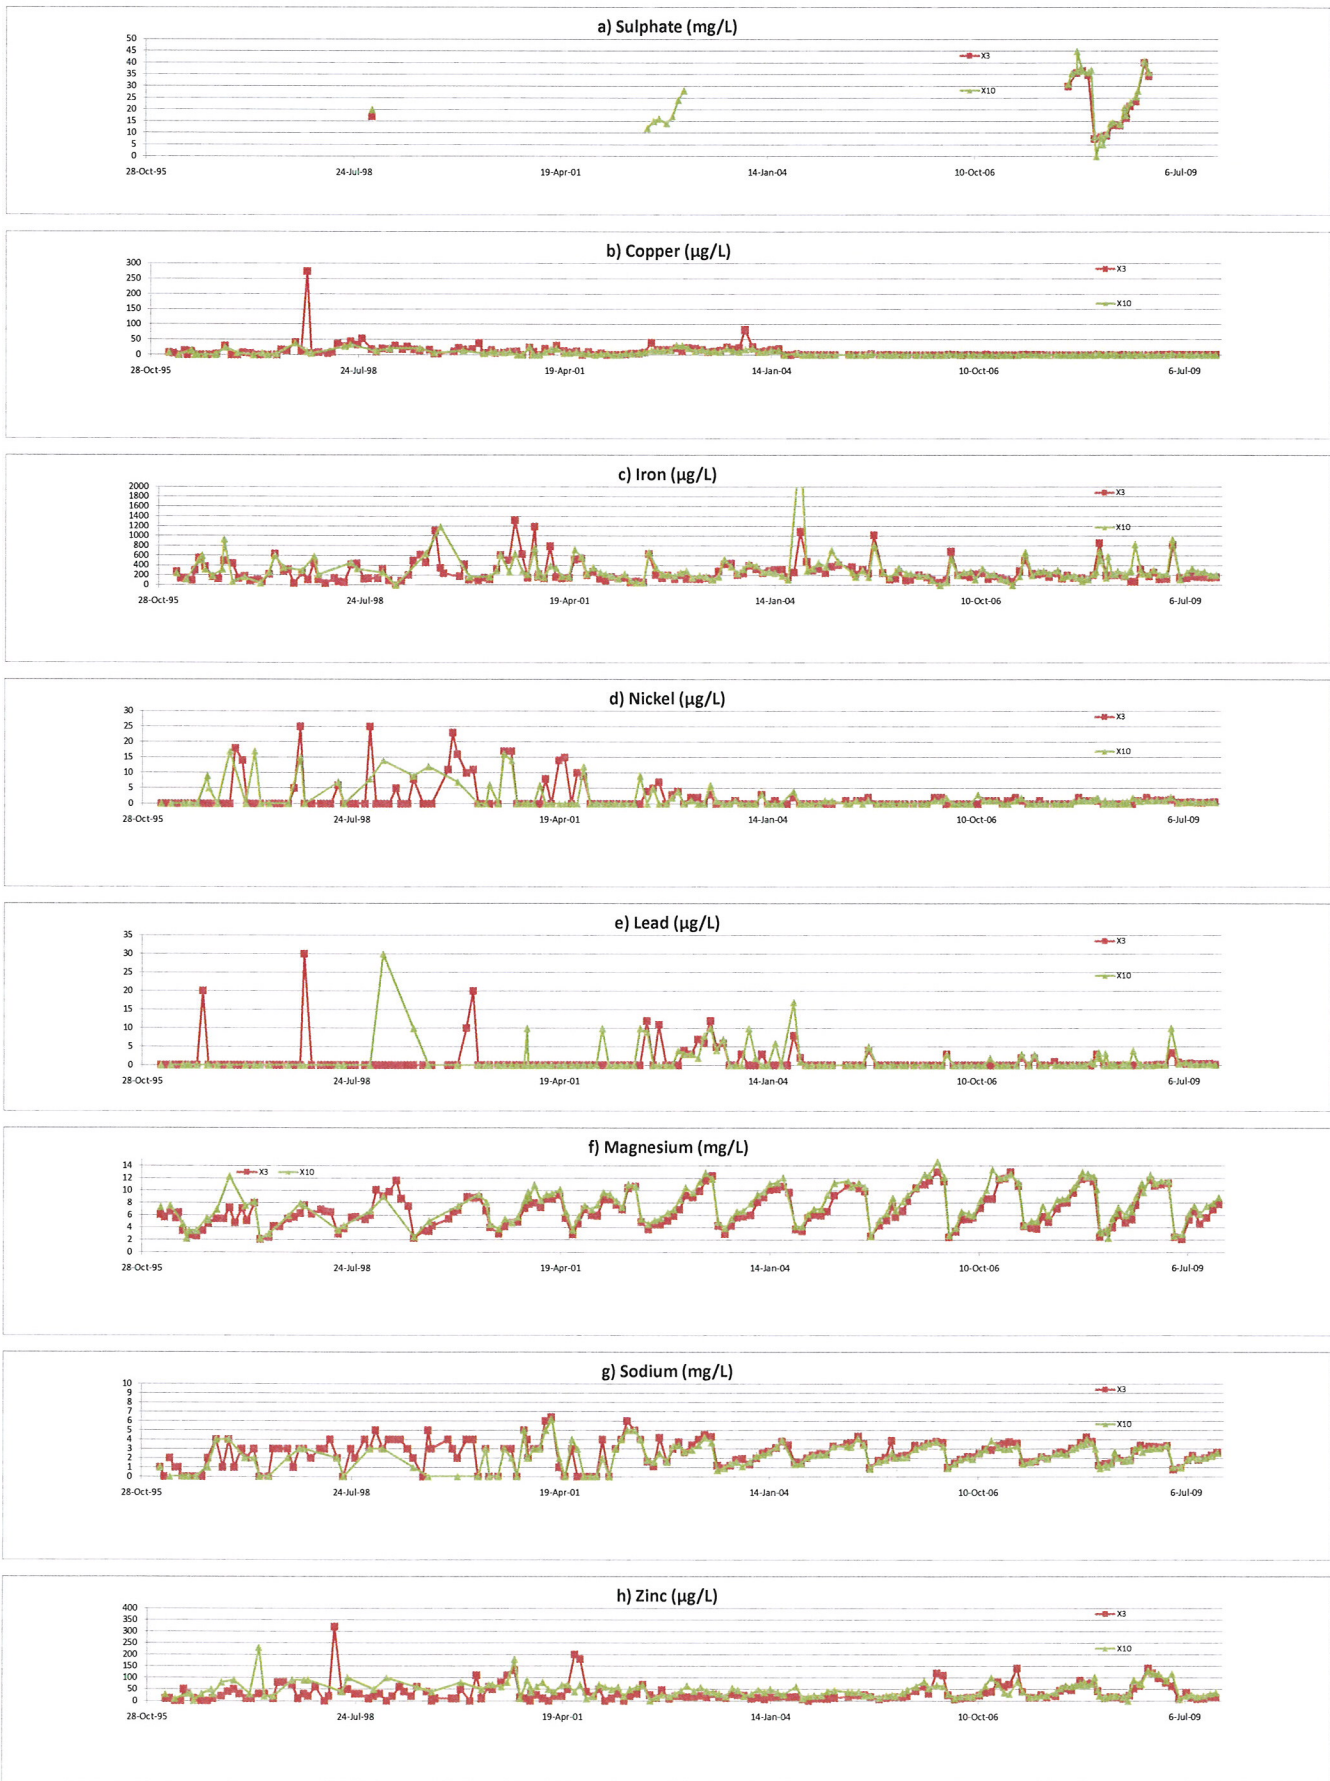 a) Sulphate (mg/L)
50
45
40
35
30
25
20
15
10
5
0
X3
X10
28-Oct-95 24-Jul-98 19-Apr-01 14-Jan-04 10-Oct-06 6-Jul-09
b) Copper (µg/L)
300
250
200
150
100
50
0
X3
X10
28-Oct-95 24-Jul-98 19-Apr-01 14-Jan-04 10-Oct-06 6-Jul-09
c) Iron (µg/L)
2000
1800
1600
1400
1200
1000
800
600
400
200
0
X3
X10
28-Oct-95 24-Jul-98 19-Apr-01 14-Jan-04 10-Oct-06 6-Jul-09
d) Nickel (µg/L)
30
25
20
15
10
5
0
X3
X10
28-Oct-95 24-Jul-98 19-Apr-01 14-Jan-04 10-Oct-06 6-Jul-09
e) Lead (µg/L)
35
30
25
20
15
10
5
0
X3
X10
28-Oct-95 24-Jul-98 19-Apr-01 14-Jan-04 10-Oct-06 6-Jul-09
f) Magnesium (mg/L)
14
12
10
8
6
4
2
0
X3 X10
28-Oct-95 24-Jul-98 19-Apr-01 14-Jan-04 10-Oct-06 6-Jul-09
g) Sodium (mg/L)
10
9
8
7
6
5
4
3
2
1
0
X3
X10
28-Oct-95 24-Jul-98 19-Apr-01 14-Jan-04 10-Oct-06 6-Jul-09
h) Zinc (µg/L)
400
350
300
250
200
150
100
50
0
X3
X10
28-Oct-95 24-Jul-98 19-Apr-01 14-Jan-04 10-Oct-06 6-Jul-09